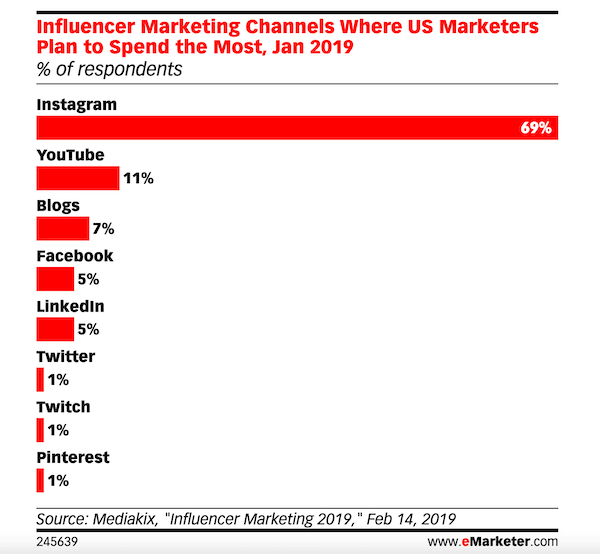 Influencer Marketing Channels Where US Marketers
Plan to Spend the Most, Jan 2019
% of respondents
Instagram
69%
YouTube
11%
Blogs
7%
Facebook
5%
LinkedIn
5%
Twitter
1%
Twitch
1%
Pinterest
1%
Source: Mediakix, "Influencer Marketing 2019," Feb 14, 2019
245639 www.eMarketer.com